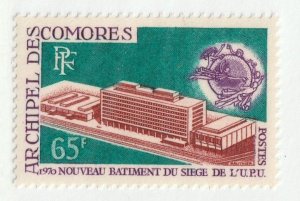 ARCHIPEL DES COMORES
RF
POSTES
65F
1970 NOUVEAU BATIMENT DU SIEGE DE L'U.P.U